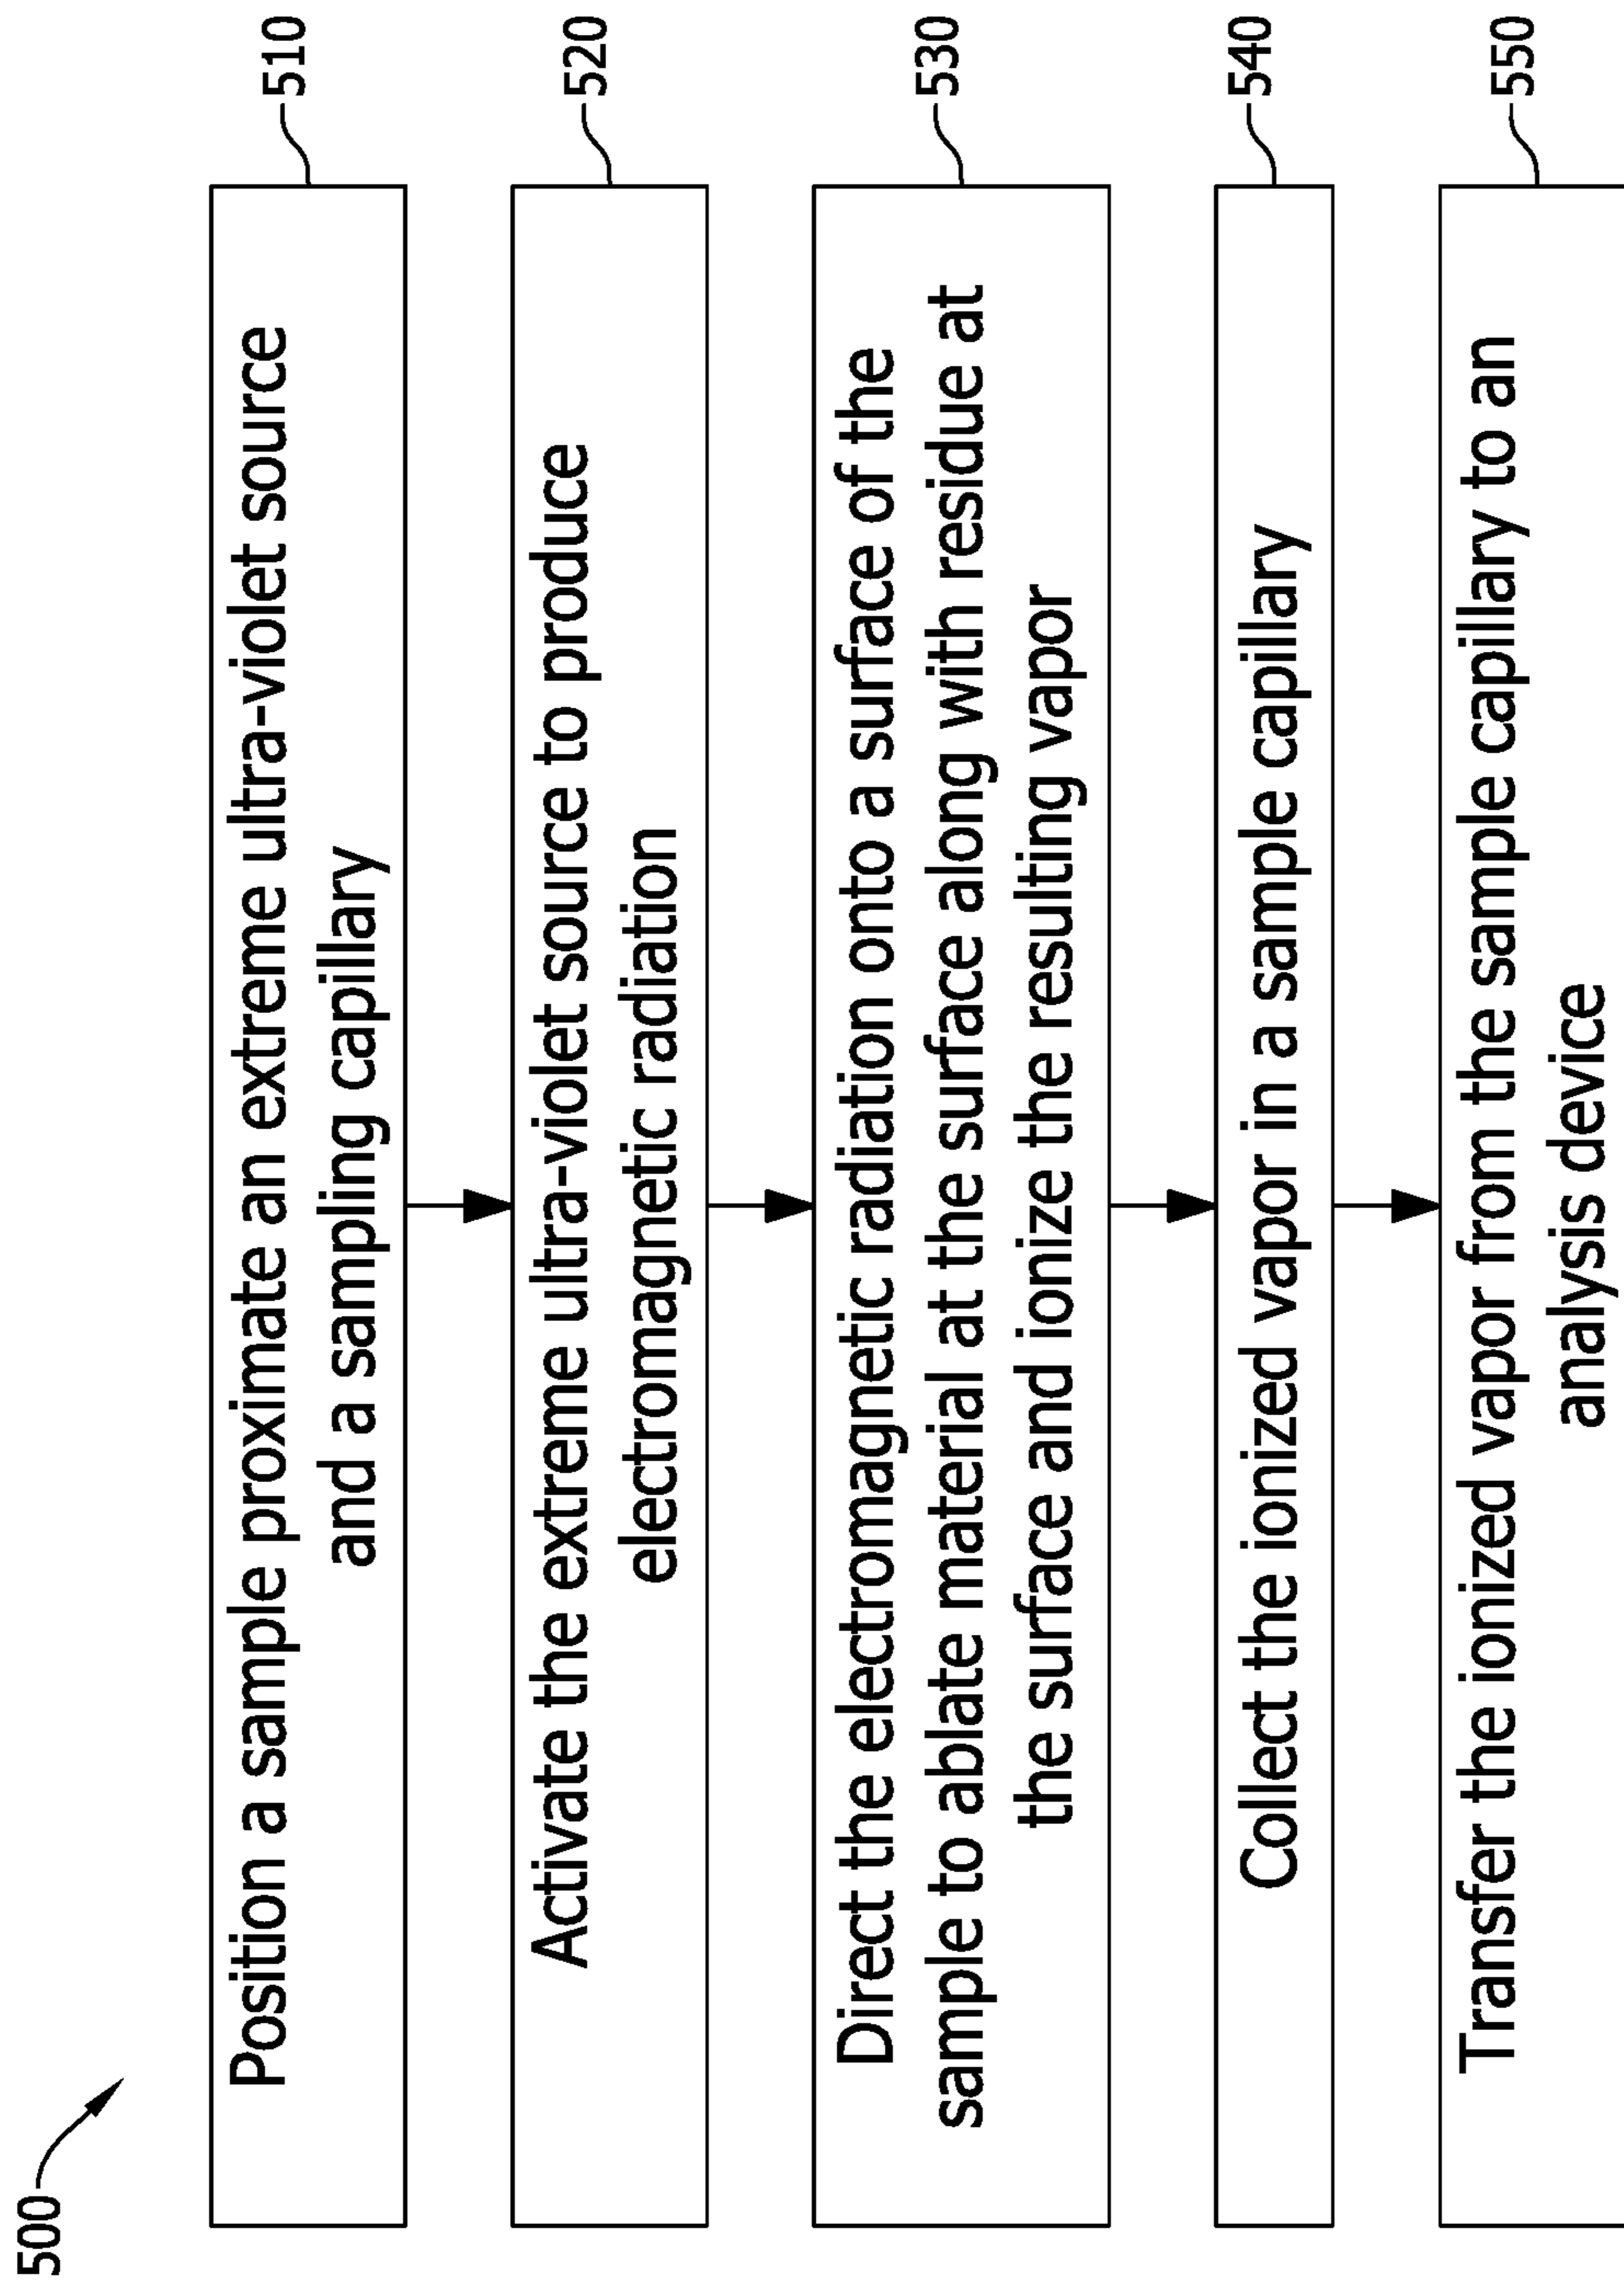 500
Position a sample proximate an extreme ultra-violet source
and a sampling capillary
510
Activate the extreme ultra-violet source to produce
electromagnetic radiation
520
Direct the electromagnetic radiation onto a surface of the
sample to ablate material at the surface along with residue at
the surface and ionize the resulting vapor
530
Collect the ionized vapor in a sample capillary
540
Transfer the ionized vapor from the sample capillary to an
analysis device
550